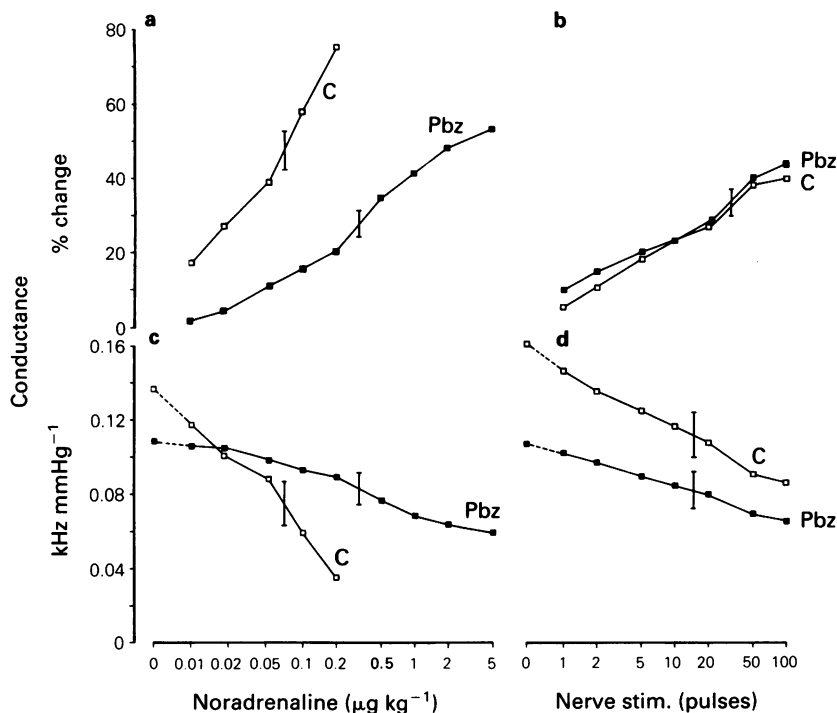 a
b
80
60
40
20
0
% change
C
Pbz
Pbz
C
Conductance
c
d
0.16
0.12
0.08
0.04
0
kHz mmHg⁻¹
Pbz
C
C
Pbz
0 0.01 0.02 0.05 0.1 0.2 0.5 1 2 5
0 1 2 5 10 20 50 100
Noradrenaline (μg kg⁻¹)
Nerve stim. (pulses)